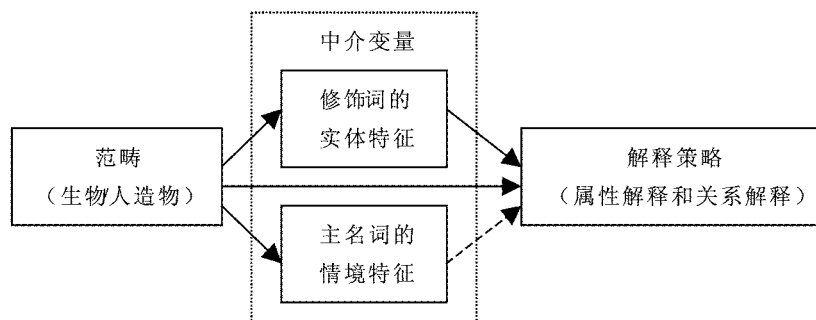 中介变量
修饰词的
实体特征
范畴
（生物/人造物）
解释策略
（属性解释和关系解释）
主名词的
情境特征